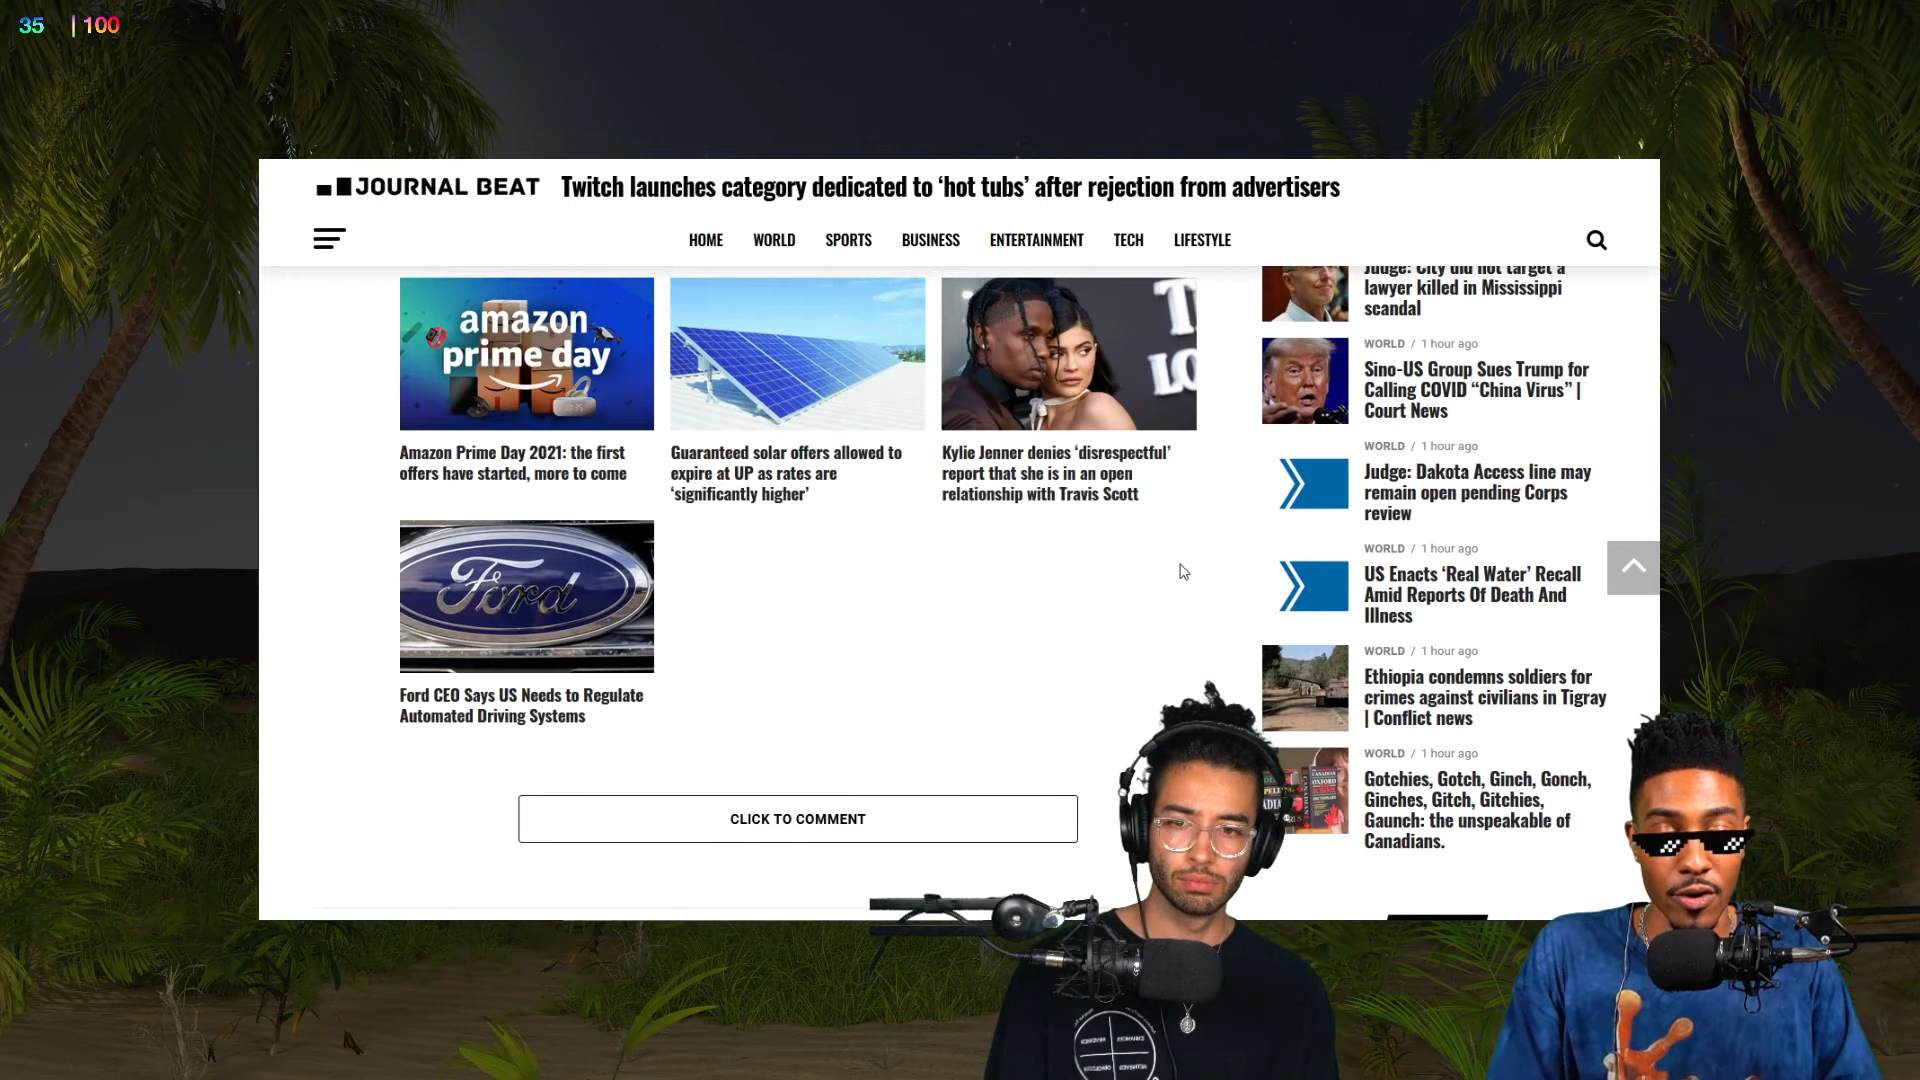 35 | 100
JOURNAL BEAT
Twitch launches category dedicated to ‘hot tubs’ after rejection from advertisers
HOME WORLD SPORTS BUSINESS ENTERTAINMENT TECH LIFESTYLE
amazon
prime day
Amazon Prime Day 2021: the first
offers have started, more to come
Guaranteed solar offers allowed to
expire at UP as rates are
‘significantly higher’
Kylie Jenner denies ‘disrespectful’
report that she is in an open
relationship with Travis Scott
Ford
Ford CEO Says US Needs to Regulate
Automated Driving Systems
CLICK TO COMMENT
Judge: City did not target a
lawyer killed in Mississippi
scandal
WORLD / 1 hour ago
Sino-US Group Sues Trump for
Calling COVID “China Virus” |
Court News
WORLD / 1 hour ago
Judge: Dakota Access line may
remain open pending Corps
review
WORLD / 1 hour ago
US Enacts ‘Real Water’ Recall
Amid Reports Of Death And
Illness
WORLD / 1 hour ago
Ethiopia condemns soldiers for
crimes against civilians in Tigray
| Conflict news
WORLD / 1 hour ago
Gotchies, Gotch, Ginch, Gonch,
Ginches, Gitch, Gitchies,
Gaunch: the unspeakable of
Canadians.